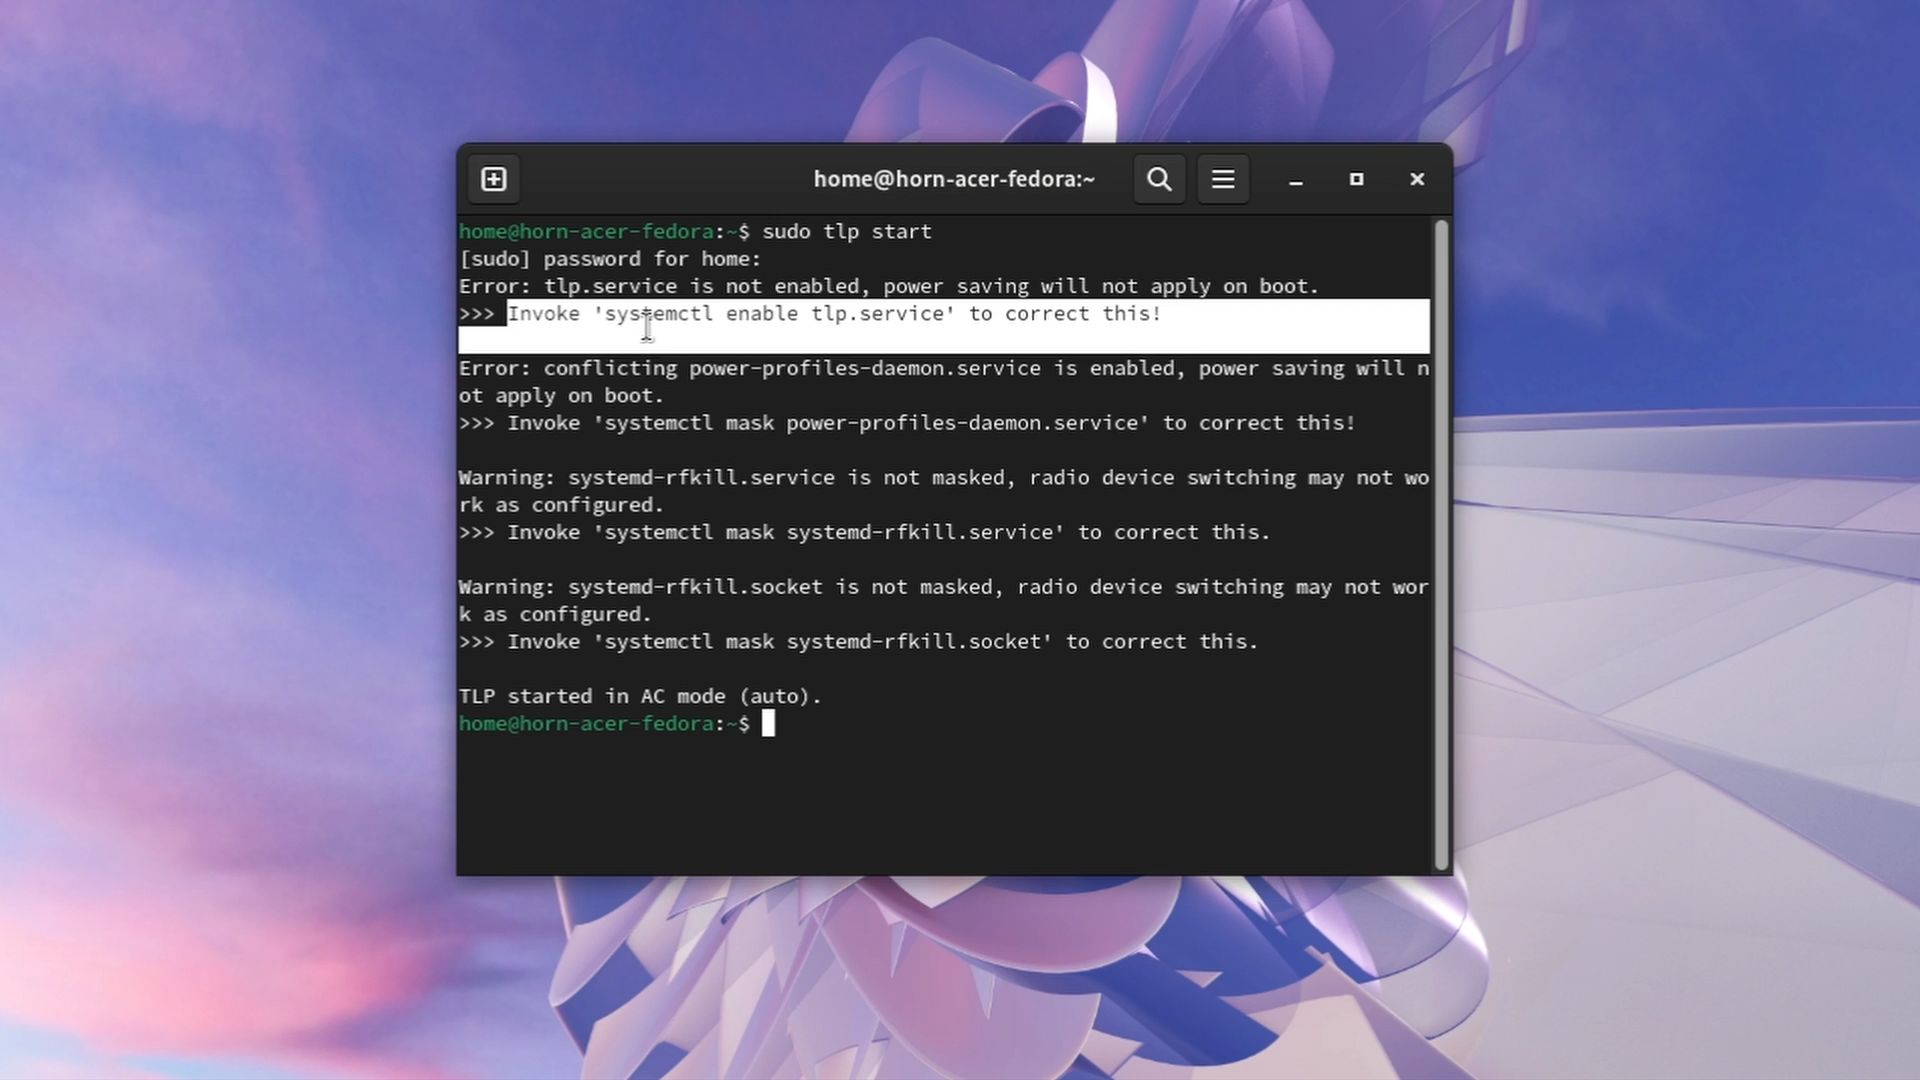 home@horn-acer-fedora:~
home@horn-acer-fedora:~$ sudo tlp start
[sudo] password for home:
Error: tlp.service is not enabled, power saving will not apply on boot.
>>> Invoke 'systemctl enable tlp.service' to correct this!
Error: conflicting power-profiles-daemon.service is enabled, power saving will n
ot apply on boot.
>>> Invoke 'systemctl mask power-profiles-daemon.service' to correct this!
Warning: systemd-rfkill.service is not masked, radio device switching may not wo
rk as configured.
>>> Invoke 'systemctl mask systemd-rfkill.service' to correct this.
Warning: systemd-rfkill.socket is not masked, radio device switching may not wor
k as configured.
>>> Invoke 'systemctl mask systemd-rfkill.socket' to correct this.
TLP started in AC mode (auto).
home@horn-acer-fedora:~$